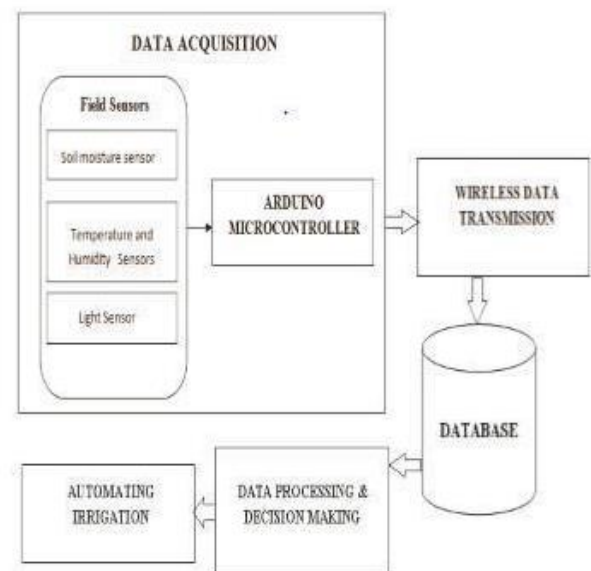 DATA ACQUISITION
Field Sensors
Soil moisture sensor
Temperature and
Humidity Sensors
Light Sensor
ARDUINO
MICROCONTROLLER
WIRELESS DATA
TRANSMISSION
DATABASE
DATA PROCESSING &
DECISION MAKING
AUTOMATING
IRRIGATION